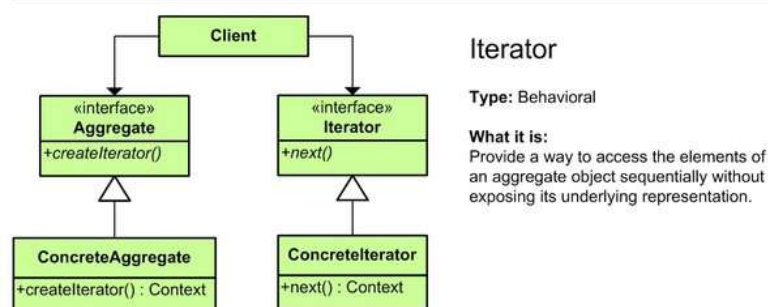 Client
«interface»
Aggregate
+createIterator()
«interface»
Iterator
+next()
ConcreteAggregate
+createIterator() : Context
ConcreteIterator
+next() : Context
Iterator
Type: Behavioral
What it is:
Provide a way to access the elements of
an aggregate object sequentially without
exposing its underlying representation.